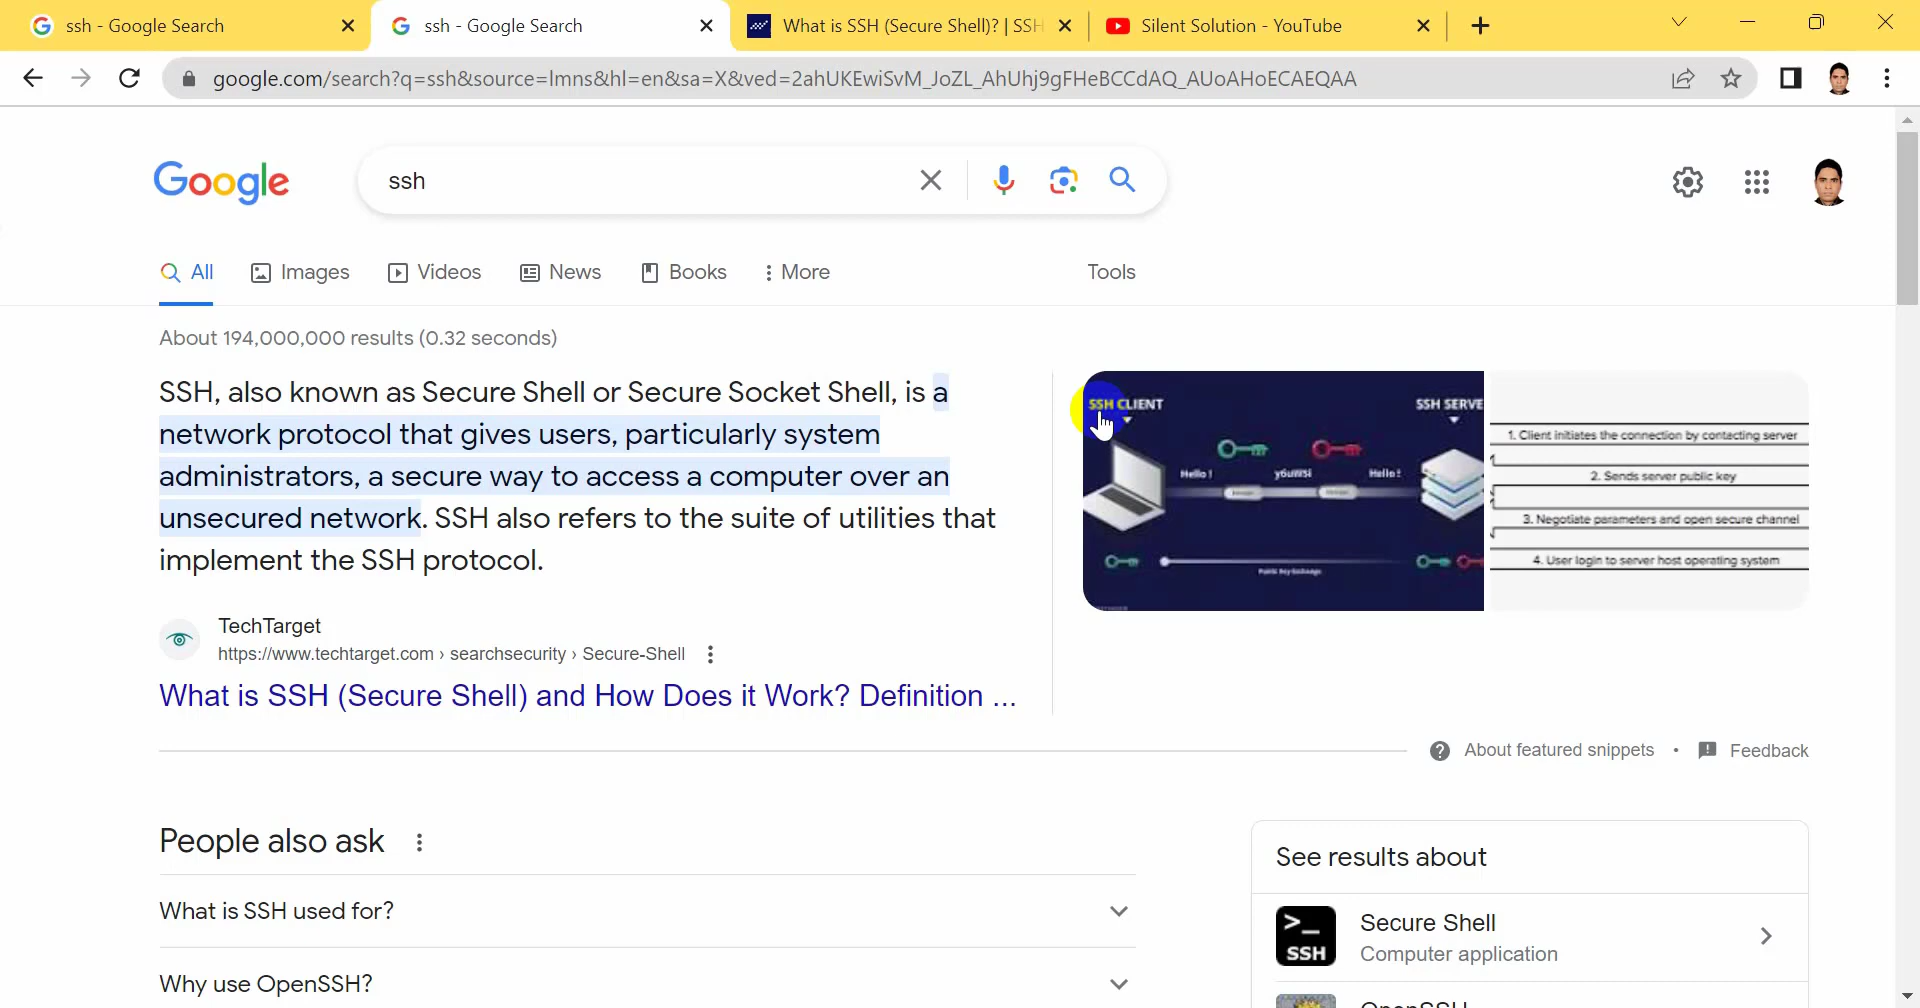 ssh - Google Search
ssh - Google Search
What is SSH (Secure Shell)? | SSH
Silent Solution - YouTube
google.com/search?q=ssh&source=lmns&hl=en&sa=X&ved=2ahUKEwiSvM_JoZL_AhUhj9gFHeBCCdAQ_AUoAHoECAEQAA
Google
ssh
All
Images
Videos
News
Books
More
Tools
About 194,000,000 results (0.32 seconds)
SSH, also known as Secure Shell or Secure Socket Shell, is a
network protocol that gives users, particularly system
administrators, a secure way to access a computer over an
unsecured network. SSH also refers to the suite of utilities that
implement the SSH protocol.
SSH CLIENT
SSH SERVE
Hello !
y6uWS!
Hello !
Public Key Exchange
1. Client initiates the connection by contacting server
2. Sends server public key
3. Negotiate parameters and open secure channel
4. User login to server host operating system
TechTarget
https://www.techtarget.com › searchsecurity › Secure-Shell
What is SSH (Secure Shell) and How Does it Work? Definition ...
About featured snippets • Feedback
People also ask
What is SSH used for?
Why use OpenSSH?
See results about
>_
SSH
Secure Shell
Computer application
OpenSSH